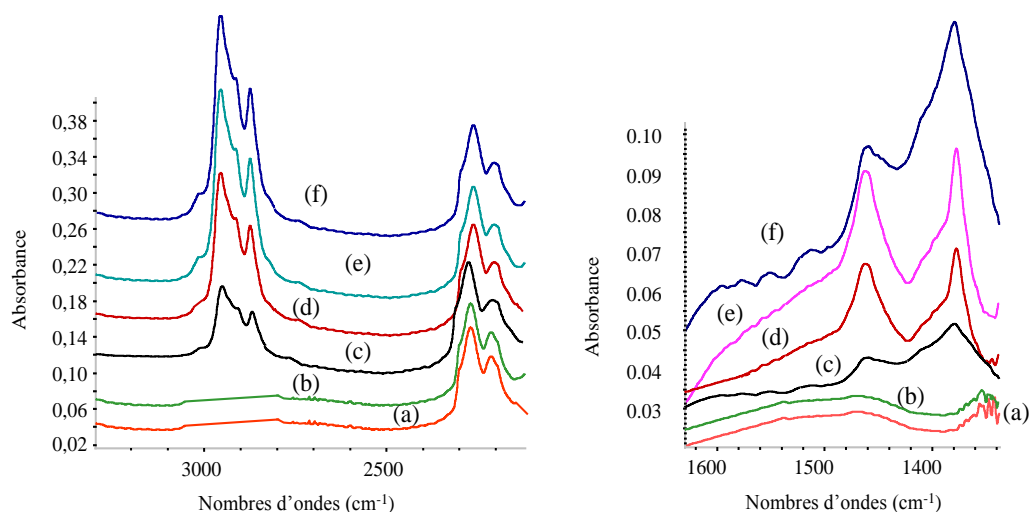 Absorbance
0,38
0,34
0,30
0,26
0,22
0,18
0,14
0,10
0,06
0,02
(f)
(e)
(d)
(c)
(b)
(a)
3000
2500
Nombres d’ondes (cm-1)
Absorbance
0.10
0.09
0.08
0.07
0.06
0.05
0.04
0.03
(f)
(e)
(d)
(c)
(b)
(a)
1600
1500
1400
Nombres d’ondes (cm-1)